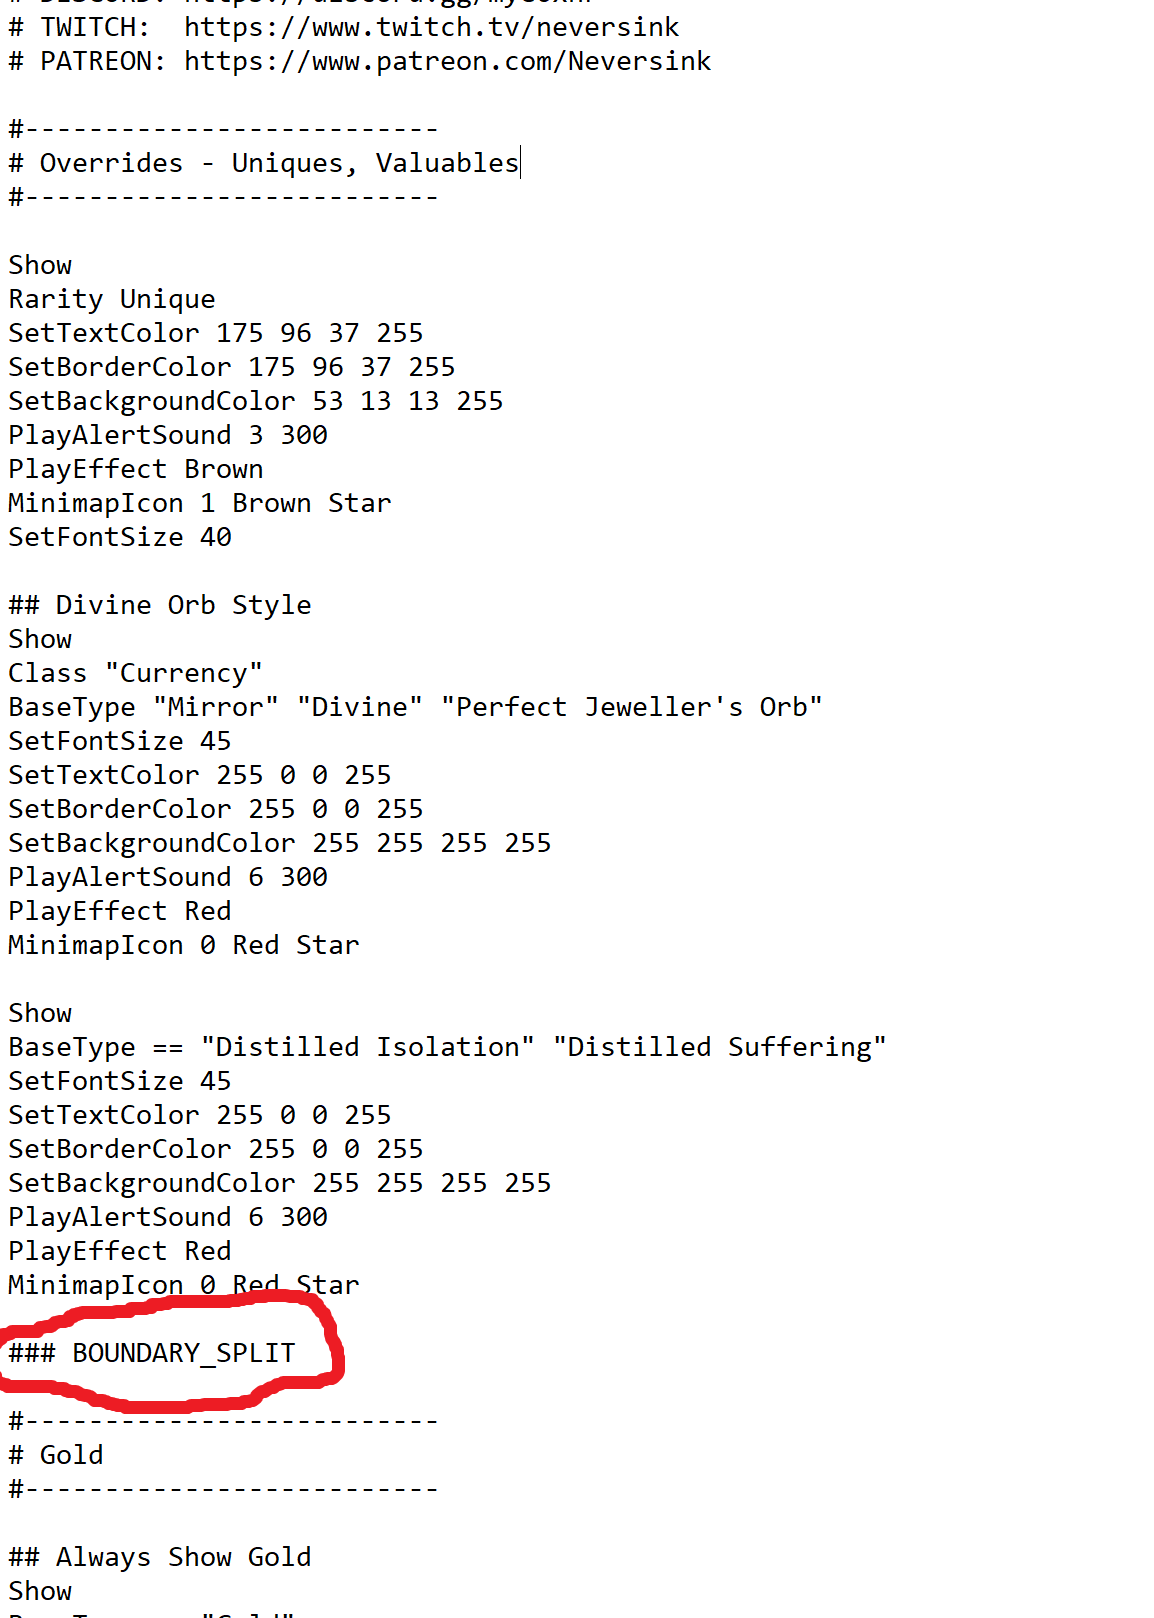 # TWITCH:  https://www.twitch.tv/neversink
# PATREON: https://www.patreon.com/Neversink
#--------------------------
# Overrides - Uniques, Valuables
#--------------------------
Show
Rarity Unique
SetTextColor 175 96 37 255
SetBorderColor 175 96 37 255
SetBackgroundColor 53 13 13 255
PlayAlertSound 3 300
PlayEffect Brown
MinimapIcon 1 Brown Star
SetFontSize 40
## Divine Orb Style
Show
Class "Currency"
BaseType "Mirror" "Divine" "Perfect Jeweller's Orb"
SetFontSize 45
SetTextColor 255 0 0 255
SetBorderColor 255 0 0 255
SetBackgroundColor 255 255 255 255
PlayAlertSound 6 300
PlayEffect Red
MinimapIcon 0 Red Star
Show
BaseType == "Distilled Isolation" "Distilled Suffering"
SetFontSize 45
SetTextColor 255 0 0 255
SetBorderColor 255 0 0 255
SetBackgroundColor 255 255 255 255
PlayAlertSound 6 300
PlayEffect Red
MinimapIcon 0 Red Star
### BOUNDARY_SPLIT
#--------------------------
# Gold
#--------------------------
## Always Show Gold
Show